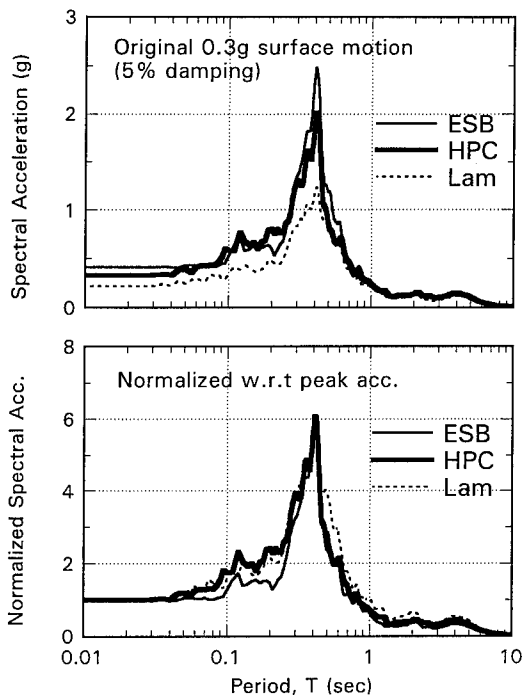 Original 0.3g surface motion
(5% damping)
Spectral Acceleration (g)
3
2
1
0
ESB
HPC
Lam
Normalized w.r.t peak acc.
Normalized Spectral Acc.
8
6
4
2
0
ESB
HPC
Lam
0.01 0.1 1 10
Period, T (sec)